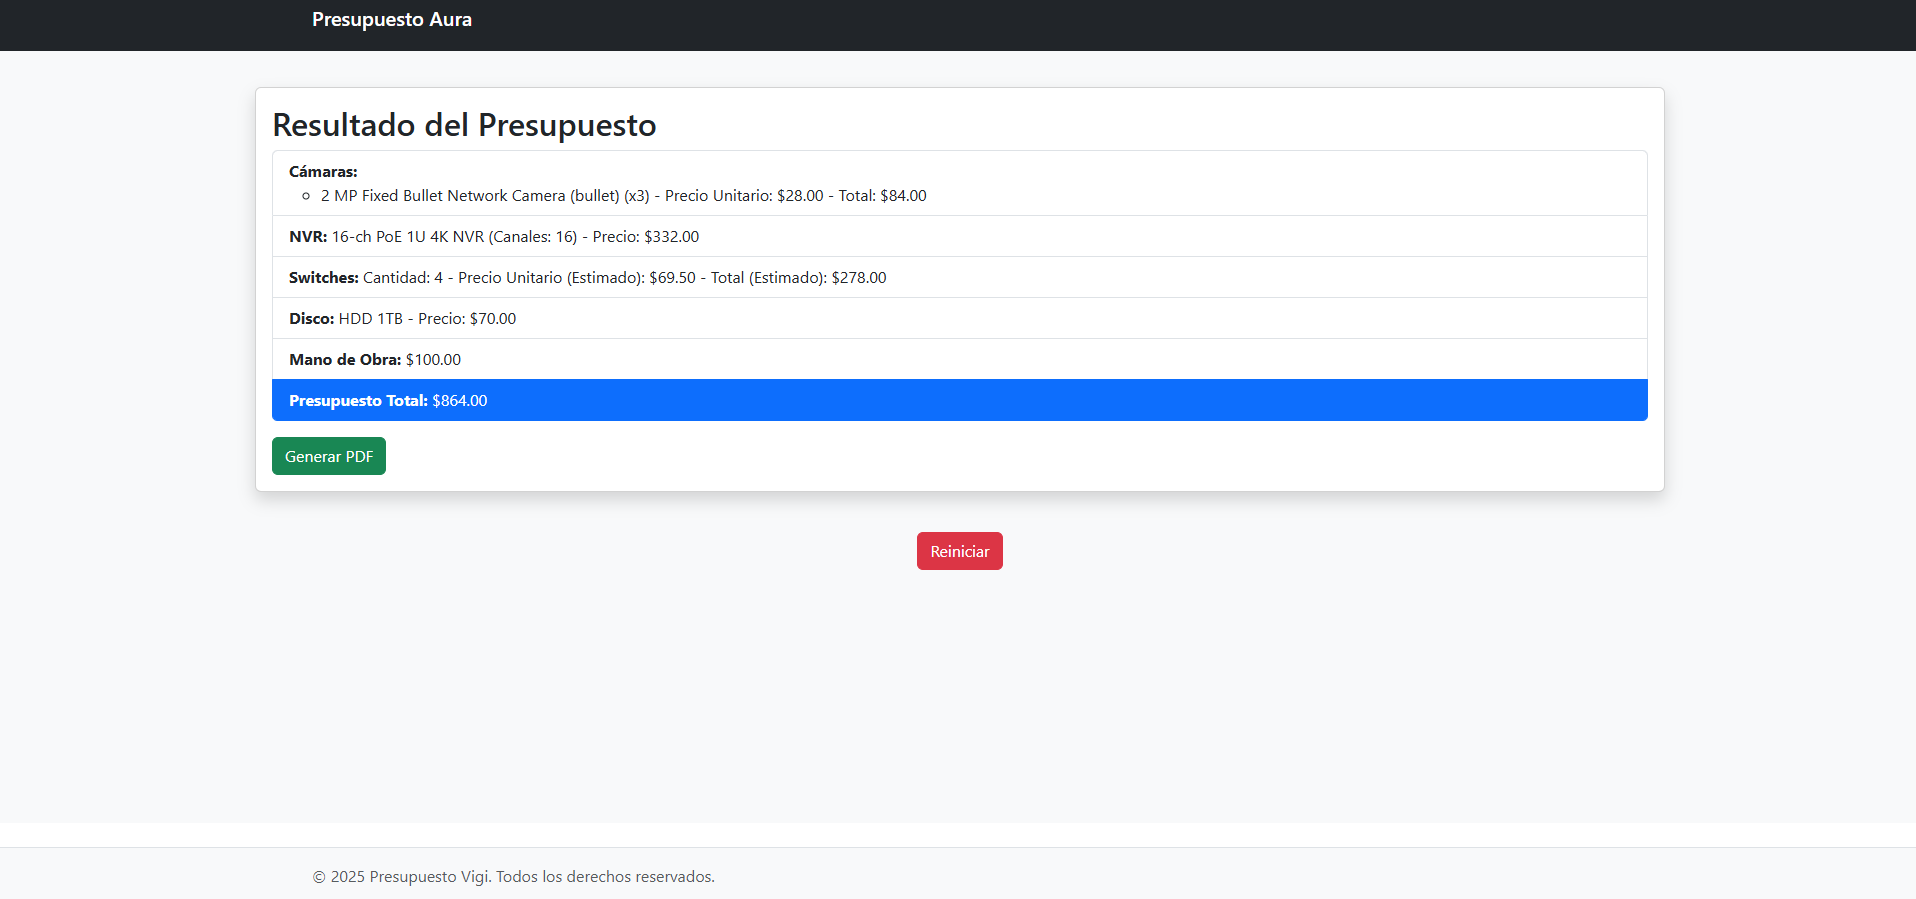 Presupuesto Aura
Resultado del Presupuesto
Cámaras:
2 MP Fixed Bullet Network Camera (bullet) (x3) - Precio Unitario: $28.00 - Total: $84.00
NVR: 16-ch PoE 1U 4K NVR (Canales: 16) - Precio: $332.00
Switches: Cantidad: 4 - Precio Unitario (Estimado): $69.50 - Total (Estimado): $278.00
Disco: HDD 1TB - Precio: $70.00
Mano de Obra: $100.00
Presupuesto Total: $864.00
Generar PDF
Reiniciar
© 2025 Presupuesto Vigi. Todos los derechos reservados.